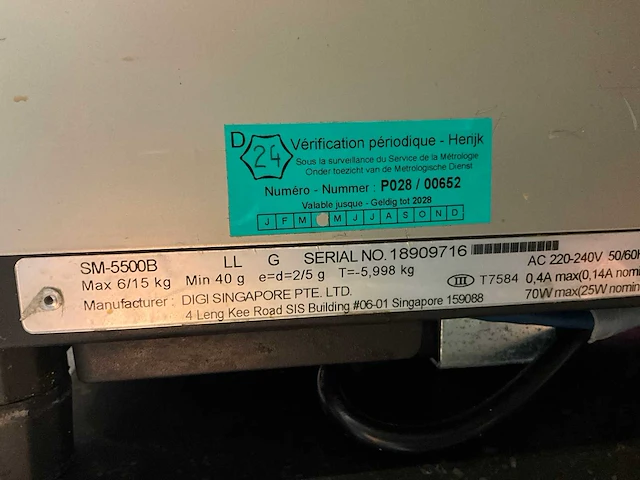 D 24 Vérification périodique - Herijk
Sous la surveillance du Service de la Métrologie
Onder toezicht van de Metrologische Dienst
Numéro - Nummer : P028 / 00652
Valable jusque - Geldig tot 2028
J F M M J J A S O N D
SM-5500B LL G SERIAL NO. 18909716 AC 220-240V 50/60H
Max 6/15 kg Min 40 g e=d=2/5 g T=-5,998 kg III T7584 0,4A max(0,14A nomin
Manufacturer : DIGI SINGAPORE PTE. LTD. 70W max(25W nomin
4 Leng Kee Road SIS Building #06-01 Singapore 159088